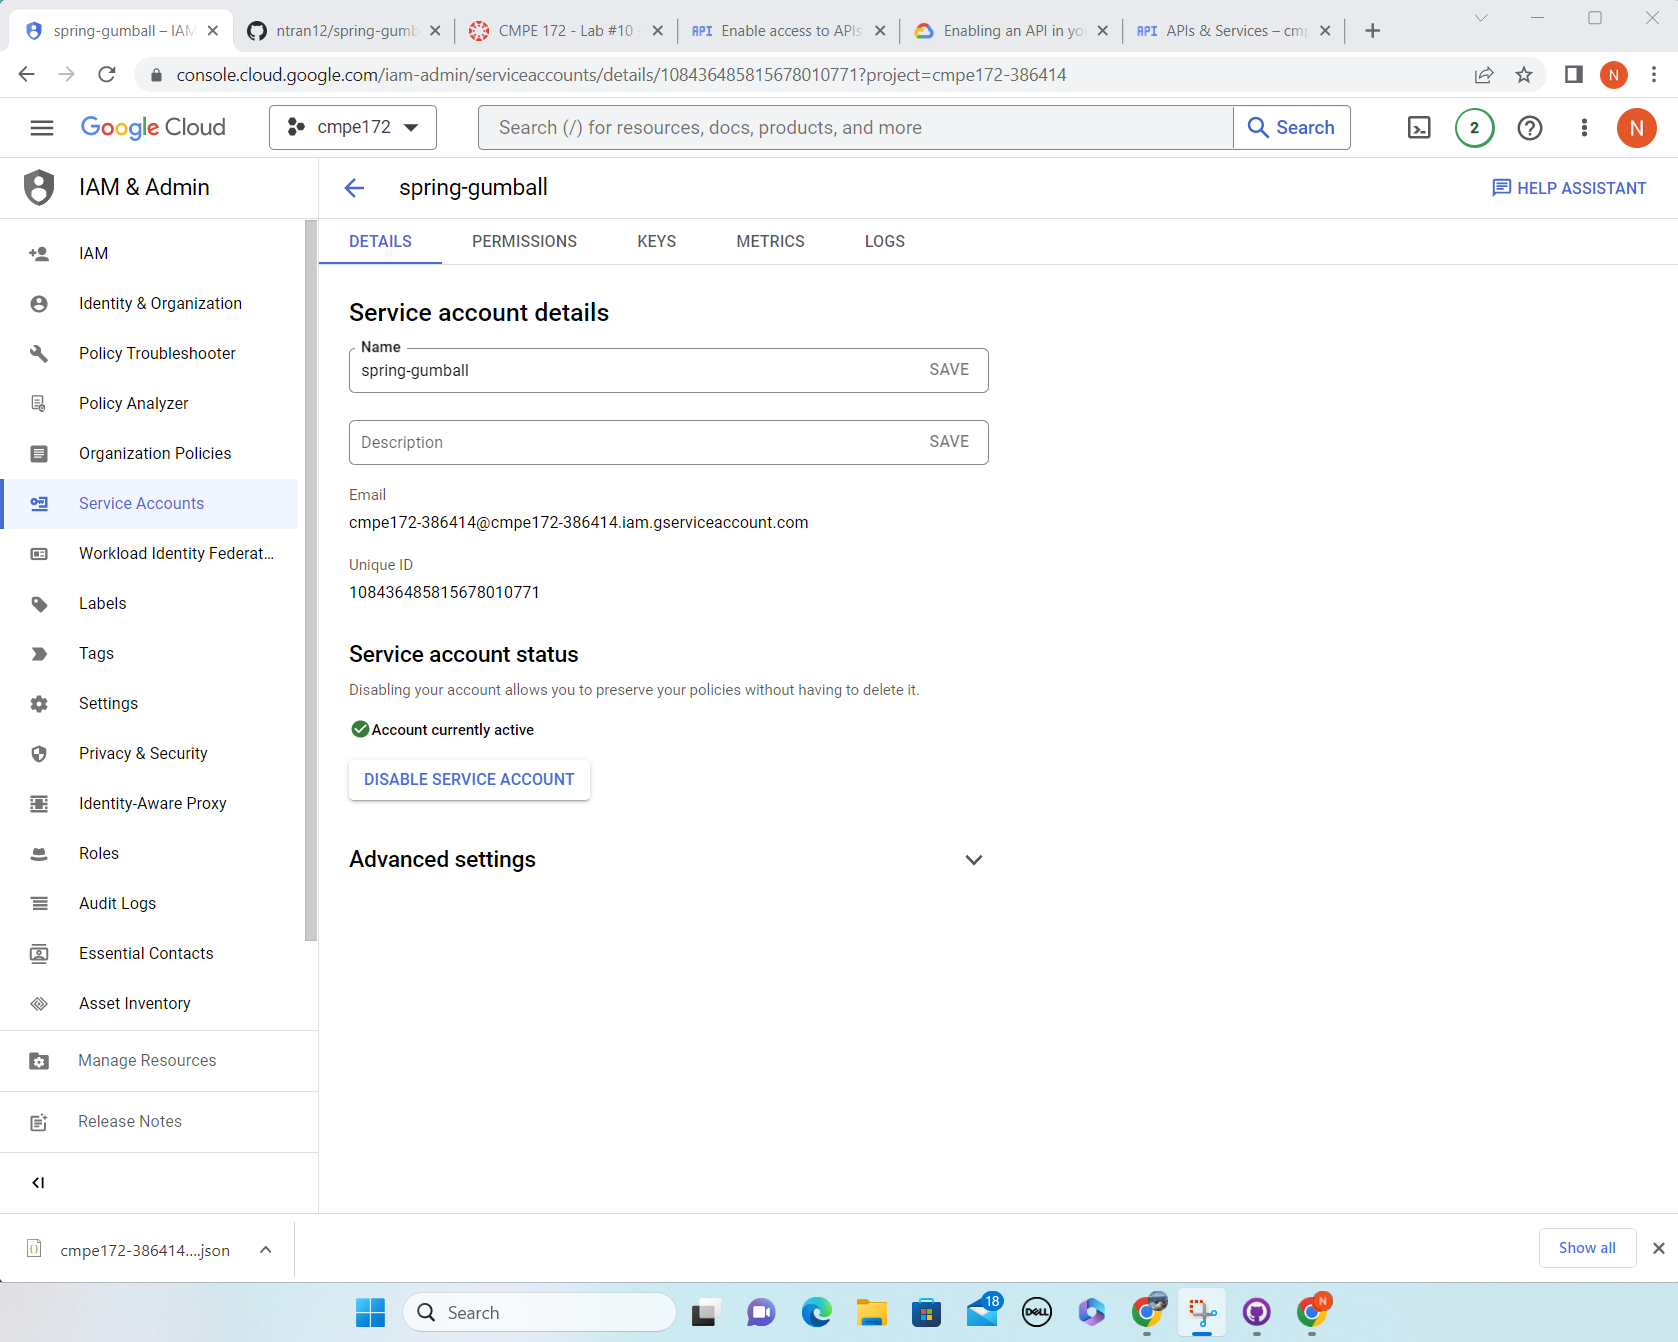 spring-gumball – IAM
ntran12/spring-gumb
CMPE 172 - Lab #10 -
API Enable access to APIs
Enabling an API in yo
API APIs & Services – cm
console.cloud.google.com/iam-admin/serviceaccounts/details/108436485815678010771?project=cmpe172-386414
N
Google Cloud
cmpe172
Search (/) for resources, docs, products, and more
Search
2
N
IAM & Admin
spring-gumball
HELP ASSISTANT
DETAILS
PERMISSIONS
KEYS
METRICS
LOGS
IAM
Identity & Organization
Policy Troubleshooter
Policy Analyzer
Organization Policies
Service Accounts
Workload Identity Federat...
Labels
Tags
Settings
Privacy & Security
Identity-Aware Proxy
Roles
Audit Logs
Essential Contacts
Asset Inventory
Manage Resources
Release Notes
Service account details
Name
spring-gumball
SAVE
Description
SAVE
Email
cmpe172-386414@cmpe172-386414.iam.gserviceaccount.com
Unique ID
108436485815678010771
Service account status
Disabling your account allows you to preserve your policies without having to delete it.
Account currently active
DISABLE SERVICE ACCOUNT
Advanced settings
cmpe172-386414....json
Show all
Search
18
DELL
N